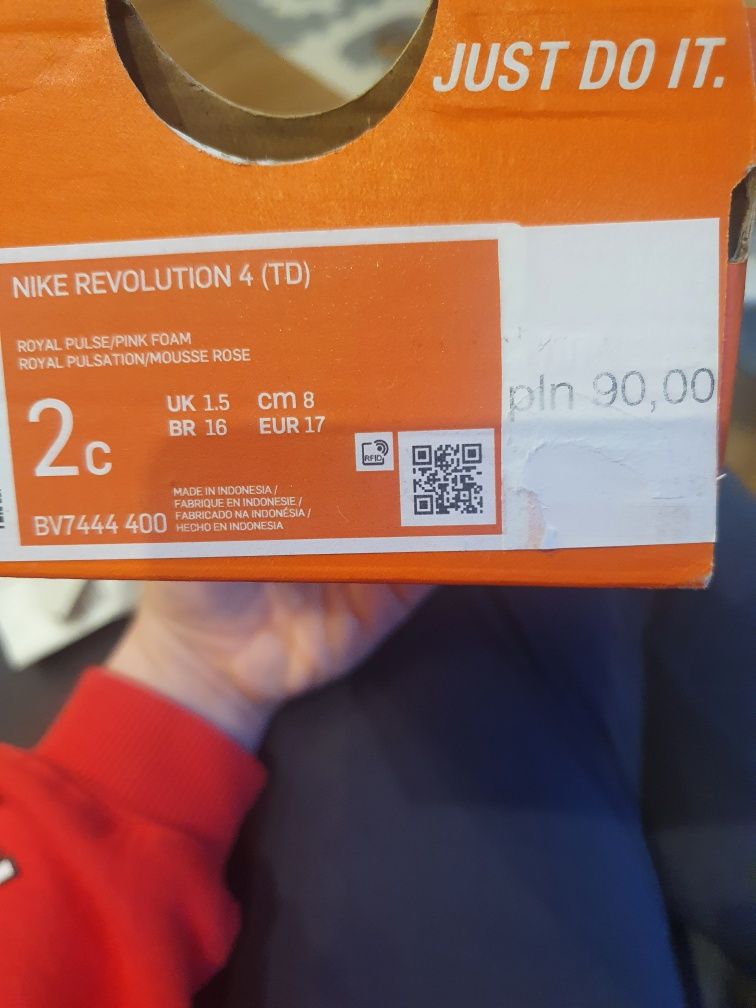 JUST DO IT.
NIKE REVOLUTION 4 (TD)
ROYAL PULSE/PINK FOAM
ROYAL PULSATION/MOUSSE ROSE
2c
UK 1.5 cm 8
BR 16 EUR 17
pln 90,00
RFID
BV7444 400
MADE IN INDONESIA /
FABRIQUE EN INDONESIE /
FABRICADO NA INDONÉSIA /
HECHO EN INDONESIA